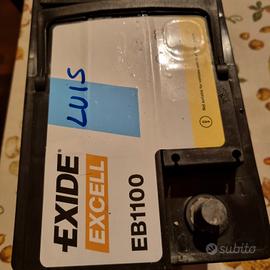 EXIDE
EXCELL
EB1100
LUIS
subito